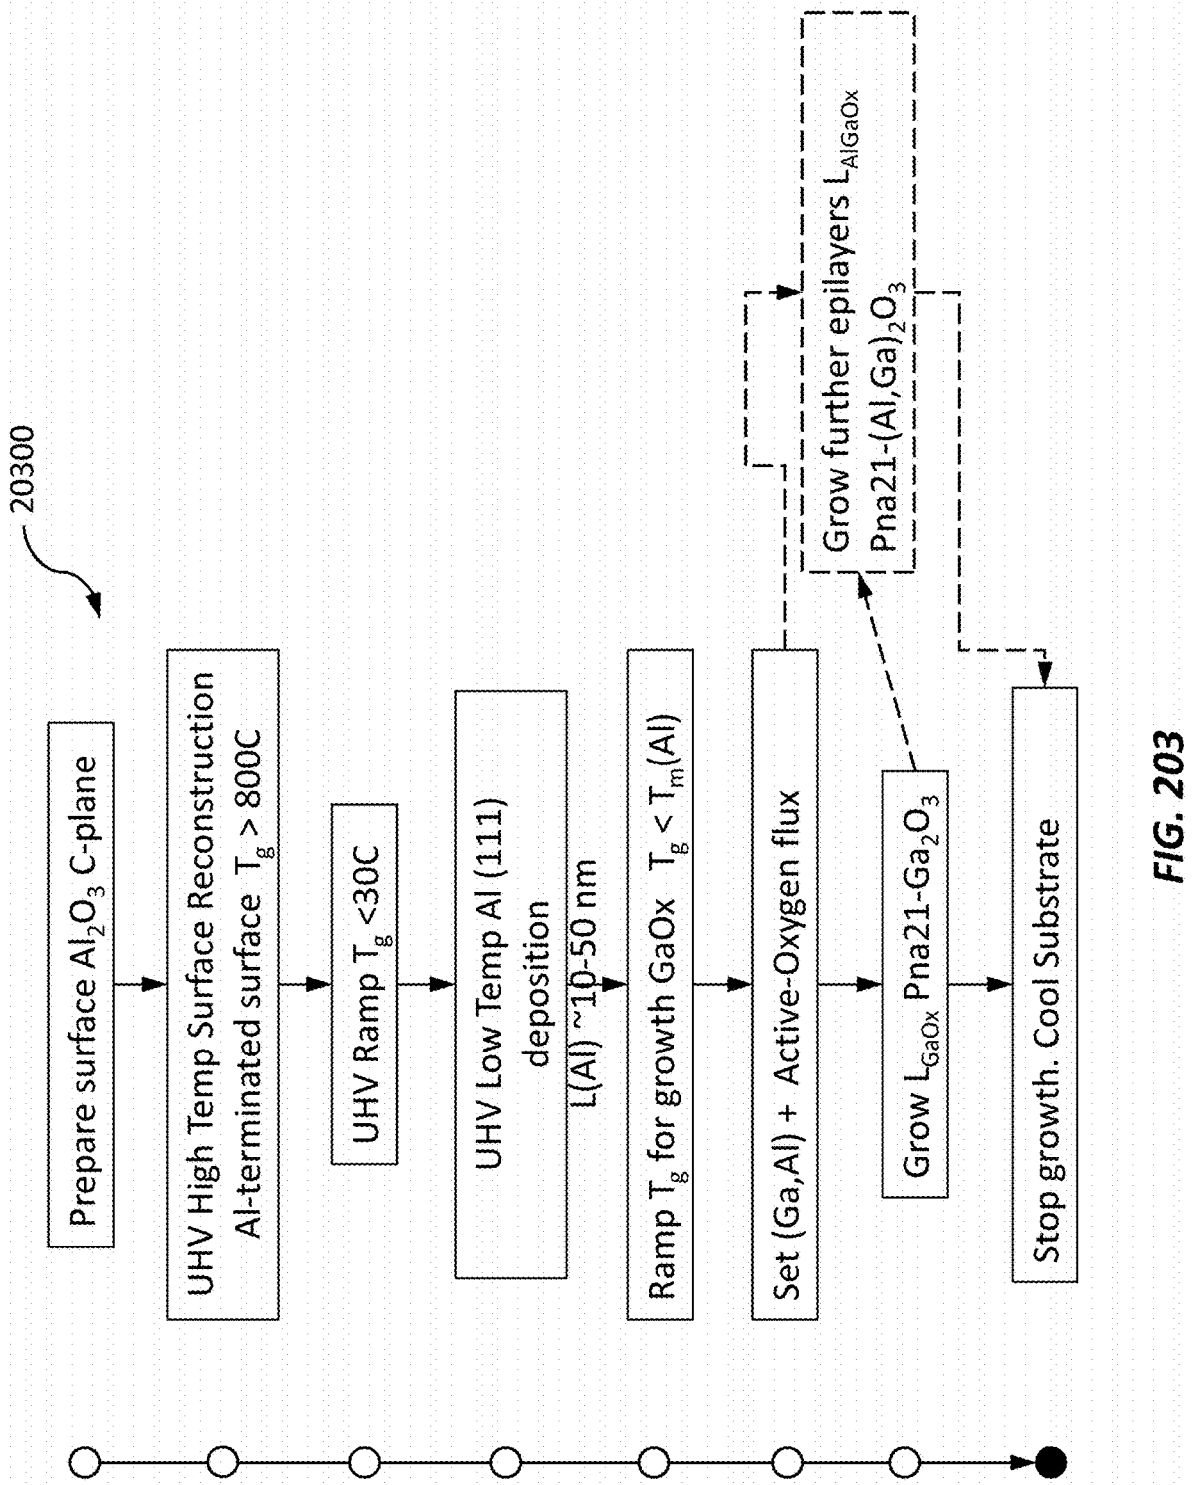 20300
Prepare surface Al₂O₃ C-plane
UHV High Temp Surface Reconstruction
Al-terminated surface Tg > 800C
UHV Ramp Tg <30C
UHV Low Temp Al (111)
deposition
L(Al) ~10-50 nm
Ramp Tg for growth GaOx Tg < Tm(Al)
Set (Ga,Al) + Active-Oxygen flux
Grow LGaOx Pna21-Ga₂O₃
Grow further epilayers LAlGaOx
Pna21-(Al,Ga)₂O₃
Stop growth. Cool Substrate
FIG. 203